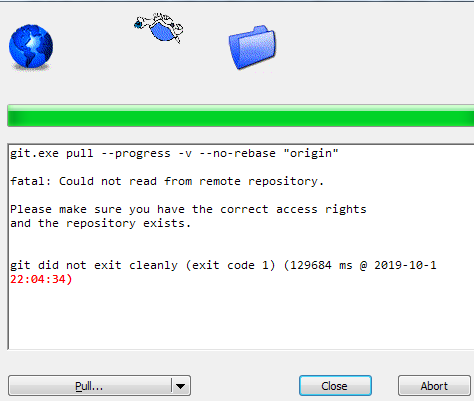 git.exe pull --progress -v --no-rebase "origin"
fatal: Could not read from remote repository.
Please make sure you have the correct access rights
and the repository exists.
git did not exit cleanly (exit code 1) (129684 ms @ 2019-10-1
22:04:34)
Pull...
Close
Abort